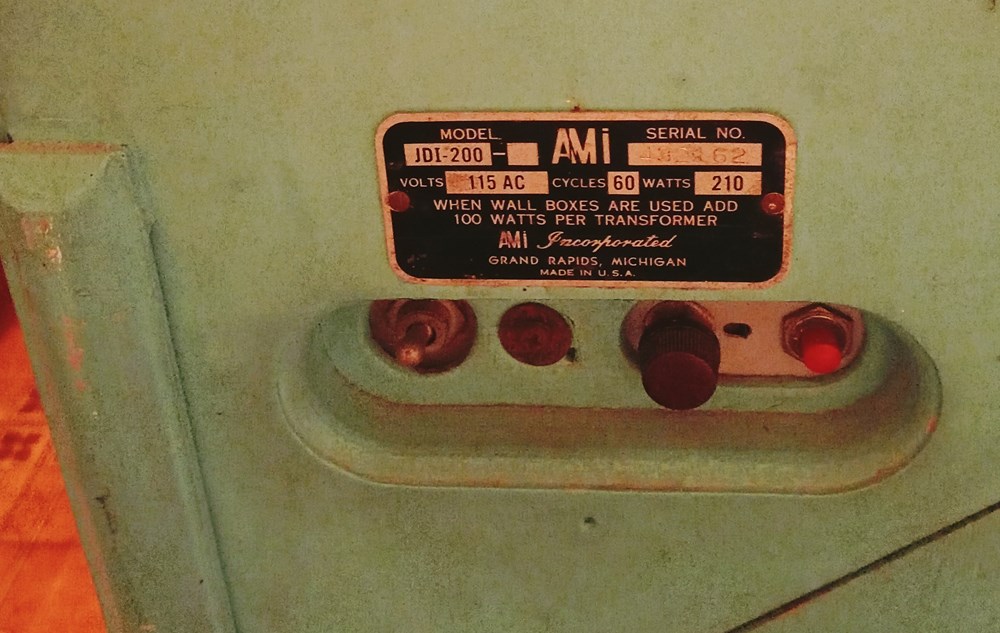 MODEL AMi SERIAL NO.
JDI-200-
VOLTS 115 AC CYCLES 60 WATTS 210
WHEN WALL BOXES ARE USED ADD
100 WATTS PER TRANSFORMER
AMi Incorporated
GRAND RAPIDS, MICHIGAN
MADE IN U.S.A.